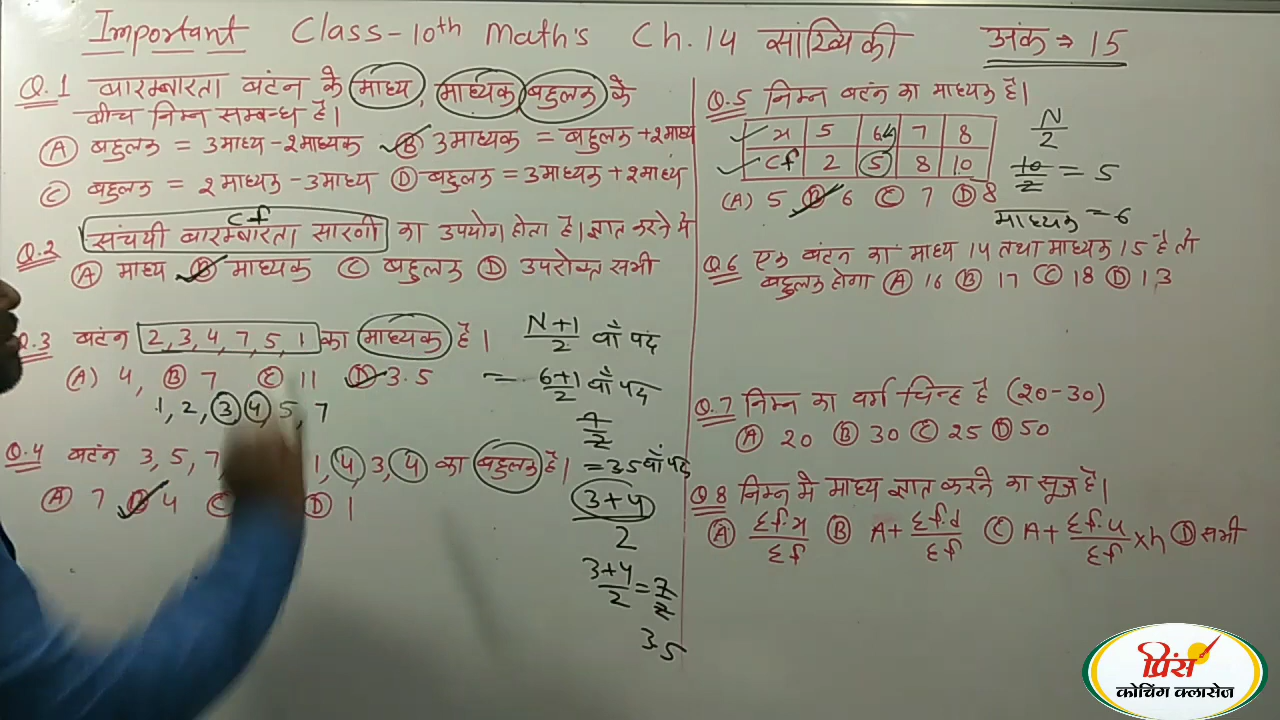 Important Class-10th Math's Ch.14 सांख्यिकी अंक ⇒ 15
Q.1 बारम्बारता बटंन के माध्य, माध्यक बहुलक के
बीच निम्न सम्बन्ध है।
(A) बहुलक = 3माध्य-2माध्यक (B) 3माध्यक = बहुलक+2माध्य
(C) बहुलक = 2माध्यक-3माध्य (D) बहुलक=3माध्यक+2माध्य
cf
Q.2 संचयी बारम्बारता सारणी का उपयोग होता है। ज्ञात करने मे
(A) माध्य (B) माध्यक (C) बहुलक (D) उपरोक्त सभी
Q.3 बटंन 2,3,4,7,5,1 का माध्यक है।
(A) 4, (B) 7 (C) 11 (D) 3.5
1, 2, 3 4, 5, 7
N+1/2 वाँ पद
= 6+1/2 वाँ पद
7/2
= 3.5 वाँ पद
3+4
2
3+4/2 = 7/2
3.5
Q.4 बटंन 3, 5, 7 1, 4, 3, 4 का बहुलक है।
(A) 7 (B) 4 (C) (D) 1
Q.5 निम्न बटंन का माध्यक है।
x 5 6 7 8
cf 2 5 8 10
N/2
10/2 = 5
(A) 5 (B) 6 (C) 7 (D) 8
माध्यक = 6
Q.6 एक बंटन का माध्य 14 तथा माध्यक 15 है तो
बहुलक होगा (A) 16 (B) 17 (C) 18 (D) 13
Q.7 निम्न का वर्ग चिन्ह है (20-30)
(A) 20 (B) 30 (C) 25 (D) 50
Q 8 निम्न मे माध्य ज्ञात करने का सूत्र है।
(A) Σf.x/Σf (B) A+ Σf.d/Σf (C) A+ Σf.u/Σf ×h (D) सभी
प्रिंस
कोचिंग क्लासेज